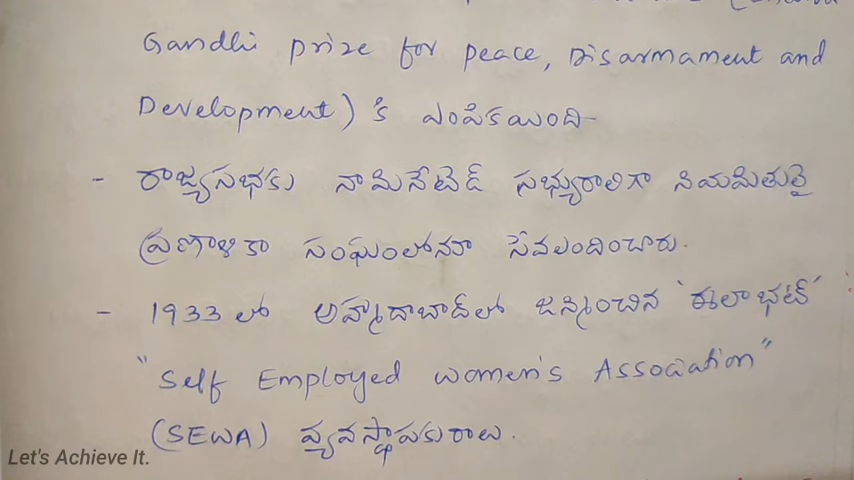 Gandhi prize for peace, Disarmament and
Development) కి ఎంపికయింది
- రాజ్యసభకు నామినేటెడ్ సభ్యురాలిగా నియమితులై
ప్రణాళికా సంఘంలోనూ సేవలందించారు.
- 1933 లో అహ్మదాబాద్‌లో జన్మించిన 'ఈలాభట్'
"Self Employed women's Association"
(SEWA) వ్యవస్థాపకురాలు.
Let's Achieve It.